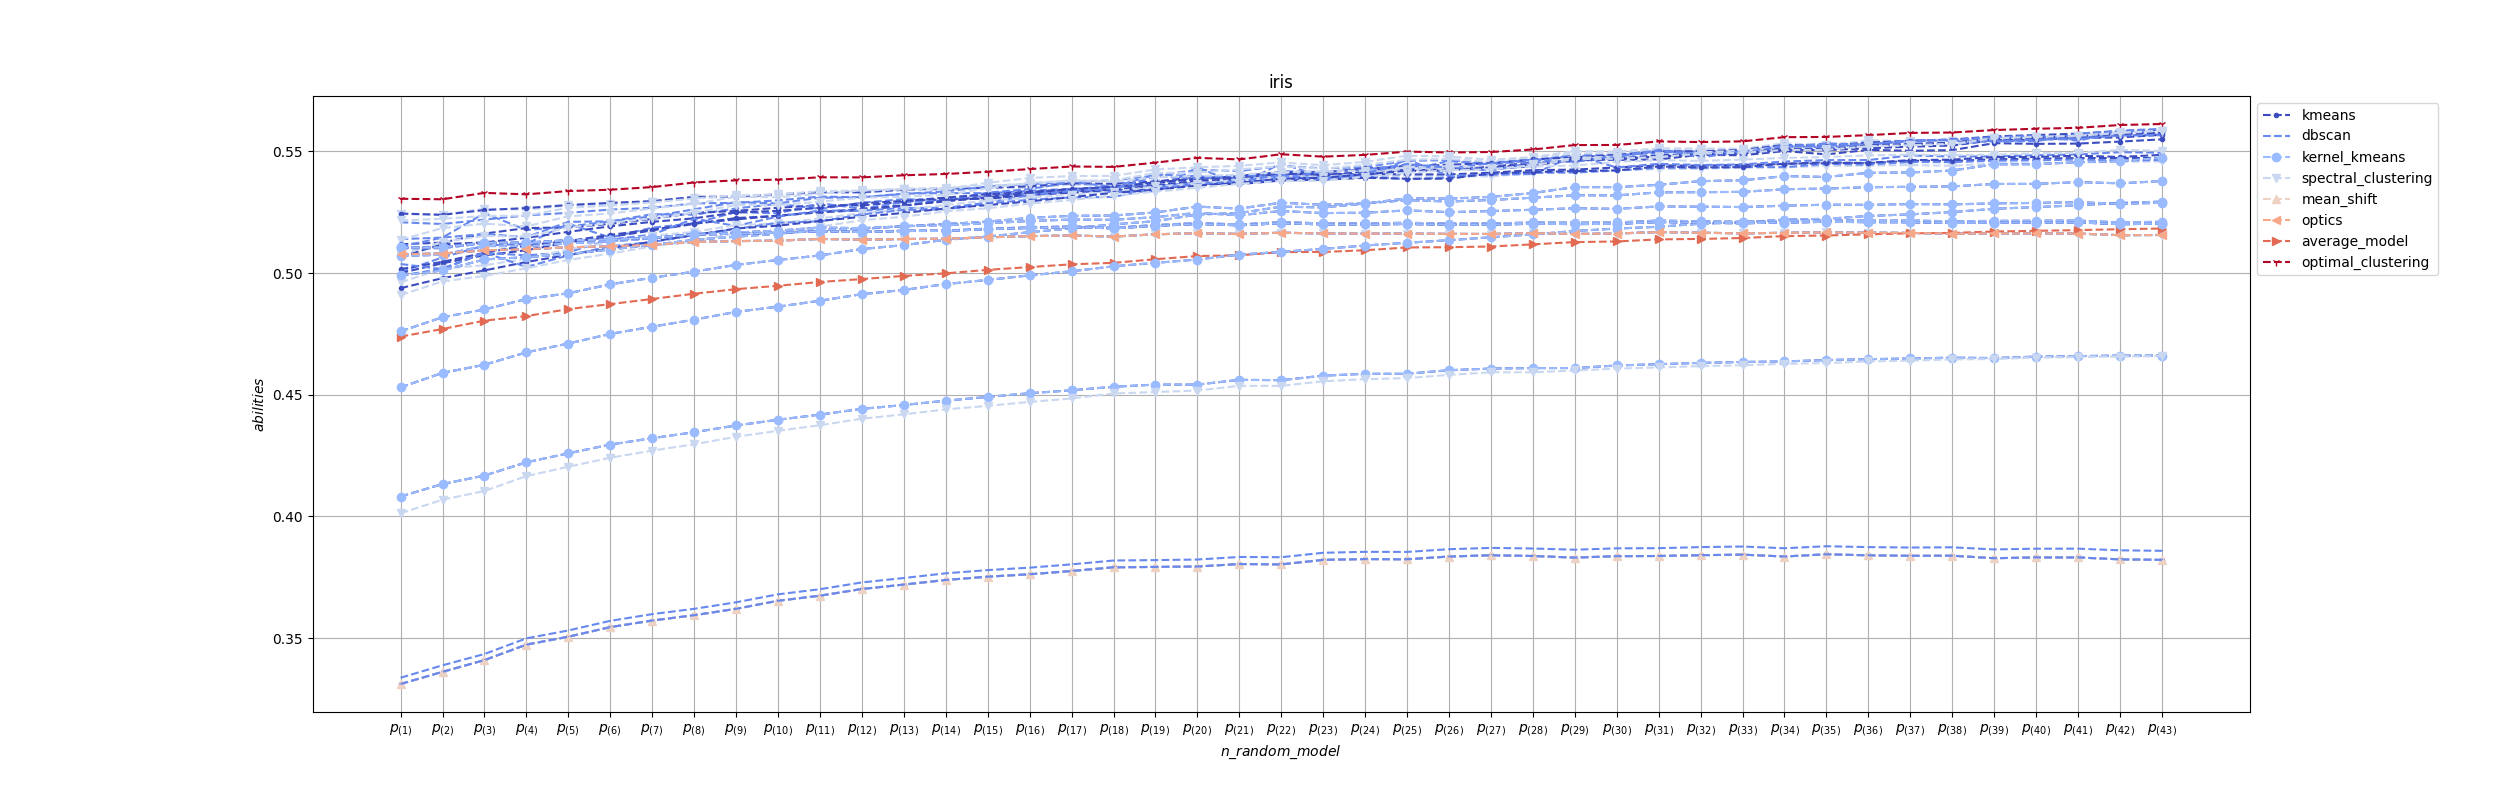 iris
0.55
0.50
0.45
0.40
0.35
abilities
p(1) p(2) p(3) p(4) p(5) p(6) p(7) p(8) p(9) p(10) p(11) p(12) p(13) p(14) p(15) p(16) p(17) p(18) p(19) p(20) p(21) p(22) p(23) p(24) p(25) p(26) p(27) p(28) p(29) p(30) p(31) p(32) p(33) p(34) p(35) p(36) p(37) p(38) p(39) p(40) p(41) p(42) p(43)
n_random_model
kmeans
dbscan
kernel_kmeans
spectral_clustering
mean_shift
optics
average_model
optimal_clustering